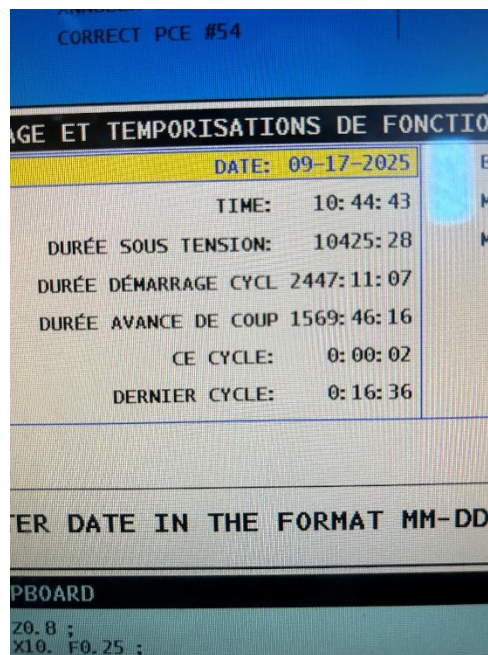 CORRECT PCE #54
AGE ET TEMPORISATIONS DE FONCTIO
DATE: 09-17-2025
TIME: 10:44:43
DURÉE SOUS TENSION: 10425:28
DURÉE DÉMARRAGE CYCL 2447:11:07
DURÉE AVANCE DE COUP 1569:46:16
CE CYCLE: 0:00:02
DERNIER CYCLE: 0:16:36
TER DATE IN THE FORMAT MM-DD
PBOARD
Z0.8 ;
X10. F0.25 ;